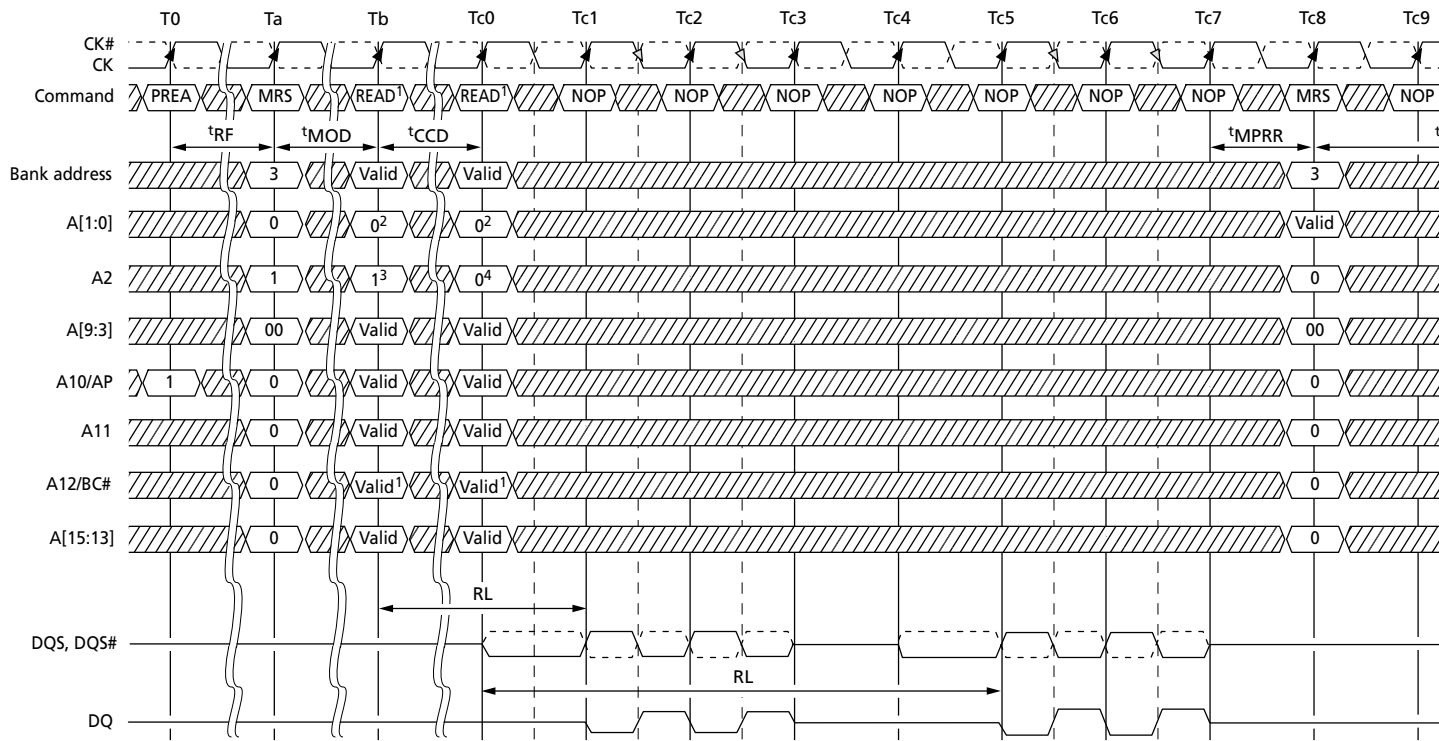 T0 Ta Tb Tc0 Tc1 Tc2 Tc3 Tc4 Tc5 Tc6 Tc7 Tc8 Tc9
CK#
CK
Command PREA MRS READ¹ READ¹ NOP NOP NOP NOP NOP NOP NOP MRS NOP
tRF tMOD tCCD tMPRR t
Bank address 3 Valid Valid 3
A[1:0] 0 0² 0² Valid
A2 1 1³ 0⁴ 0
A[9:3] 00 Valid Valid 00
A10/AP 1 0 Valid Valid 0
A11 0 Valid Valid 0
A12/BC# 0 Valid¹ Valid¹ 0
A[15:13] 0 Valid Valid 0
RL
DQS, DQS#
RL
DQ